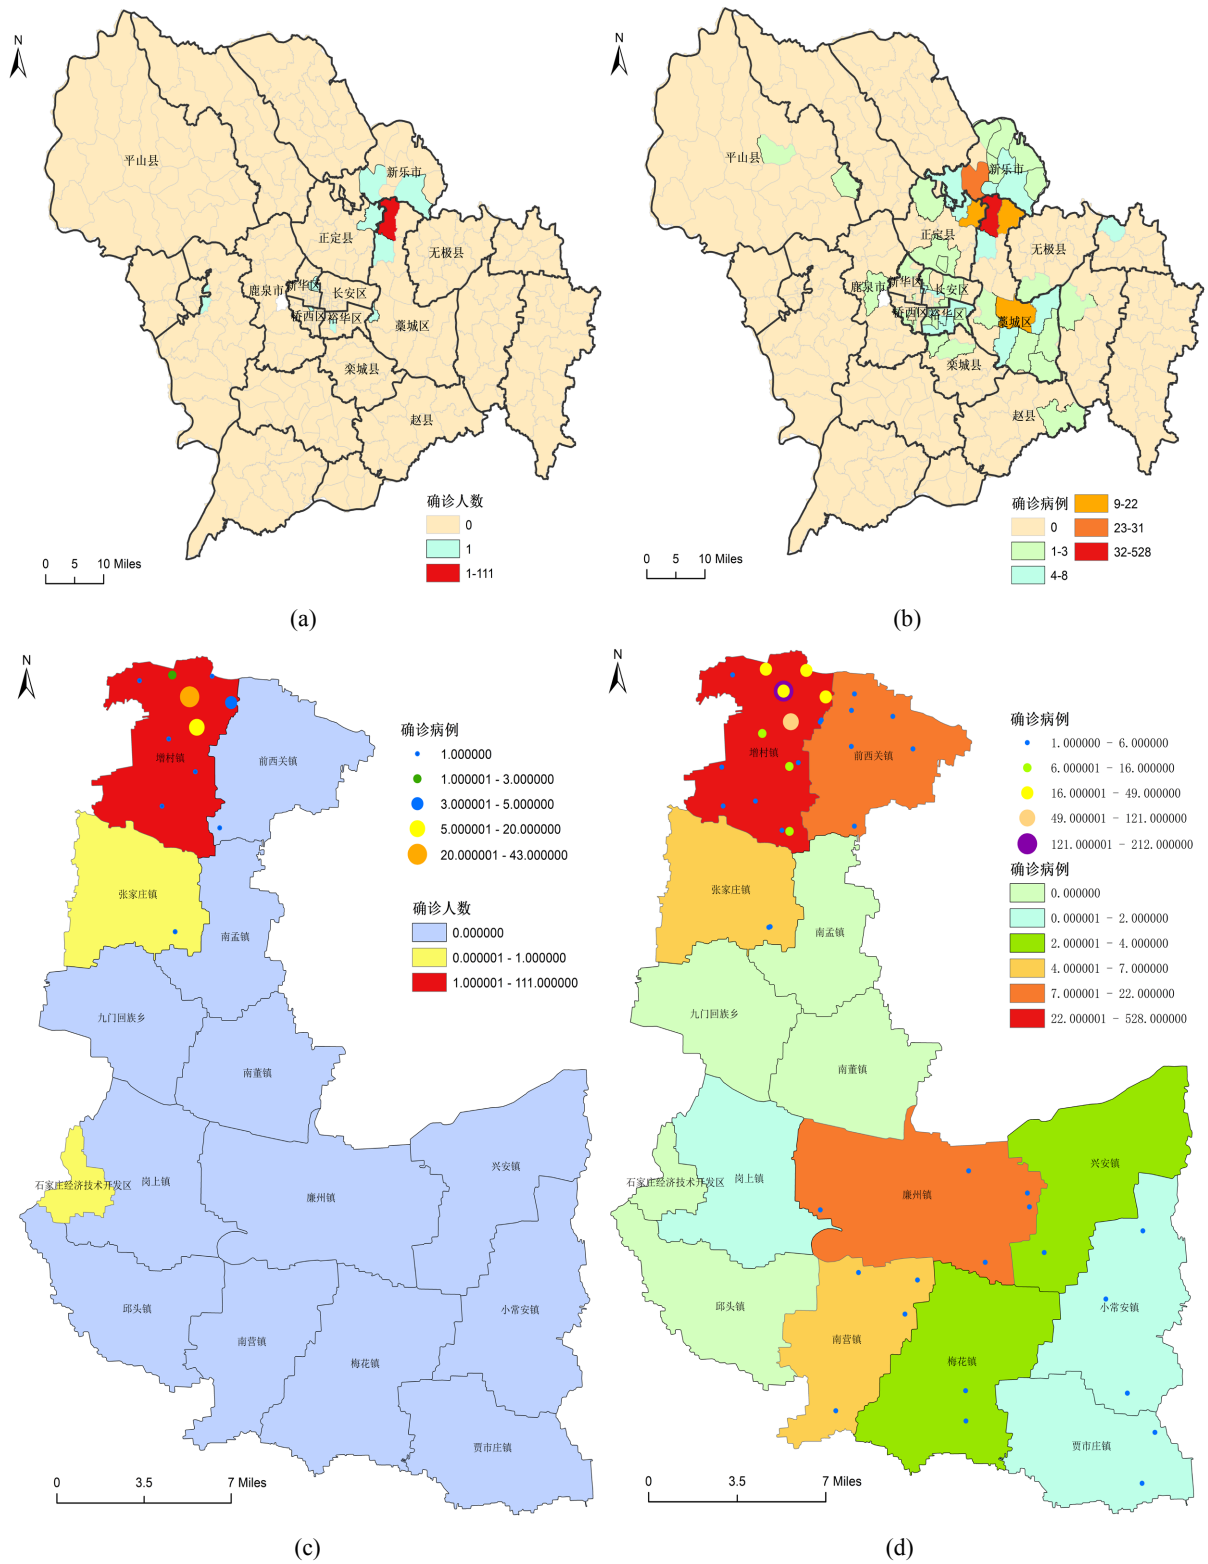 N
平山县
新乐市
正定县
无极县
鹿泉市
新华区
长安区
桥西区
裕华区
藁城区
栾城县
赵县
确诊人数
0
1
1-111
0 5 10 Miles
(a)
N
平山县
新乐市
正定县
无极县
鹿泉市
新华区
长安区
桥西区
裕华区
藁城区
栾城县
赵县
确诊病例
0
1-3
4-8
9-22
23-31
32-528
0 5 10 Miles
(b)
N
增村镇
前西关镇
张家庄镇
南孟镇
九门回族乡
南董镇
石家庄经济技术开发区
岗上镇
廉州镇
兴安镇
邱头镇
南营镇
梅花镇
小常安镇
贾市庄镇
确诊病例
1.000000
1.000001 - 3.000000
3.000001 - 5.000000
5.000001 - 20.000000
20.000001 - 43.000000
确诊人数
0.000000
0.000001 - 1.000000
1.000001 - 111.000000
0 3.5 7 Miles
(c)
N
增村镇
前西关镇
张家庄镇
南孟镇
九门回族乡
南董镇
石家庄经济技术开发区
岗上镇
廉州镇
兴安镇
邱头镇
南营镇
梅花镇
小常安镇
贾市庄镇
确诊病例
1.000000 - 6.000000
6.000001 - 16.000000
16.000001 - 49.000000
49.000001 - 121.000000
121.000001 - 212.000000
确诊病例
0.000000
0.000001 - 2.000000
2.000001 - 4.000000
4.000001 - 7.000000
7.000001 - 22.000000
22.000001 - 528.000000
0 3.5 7 Miles
(d)